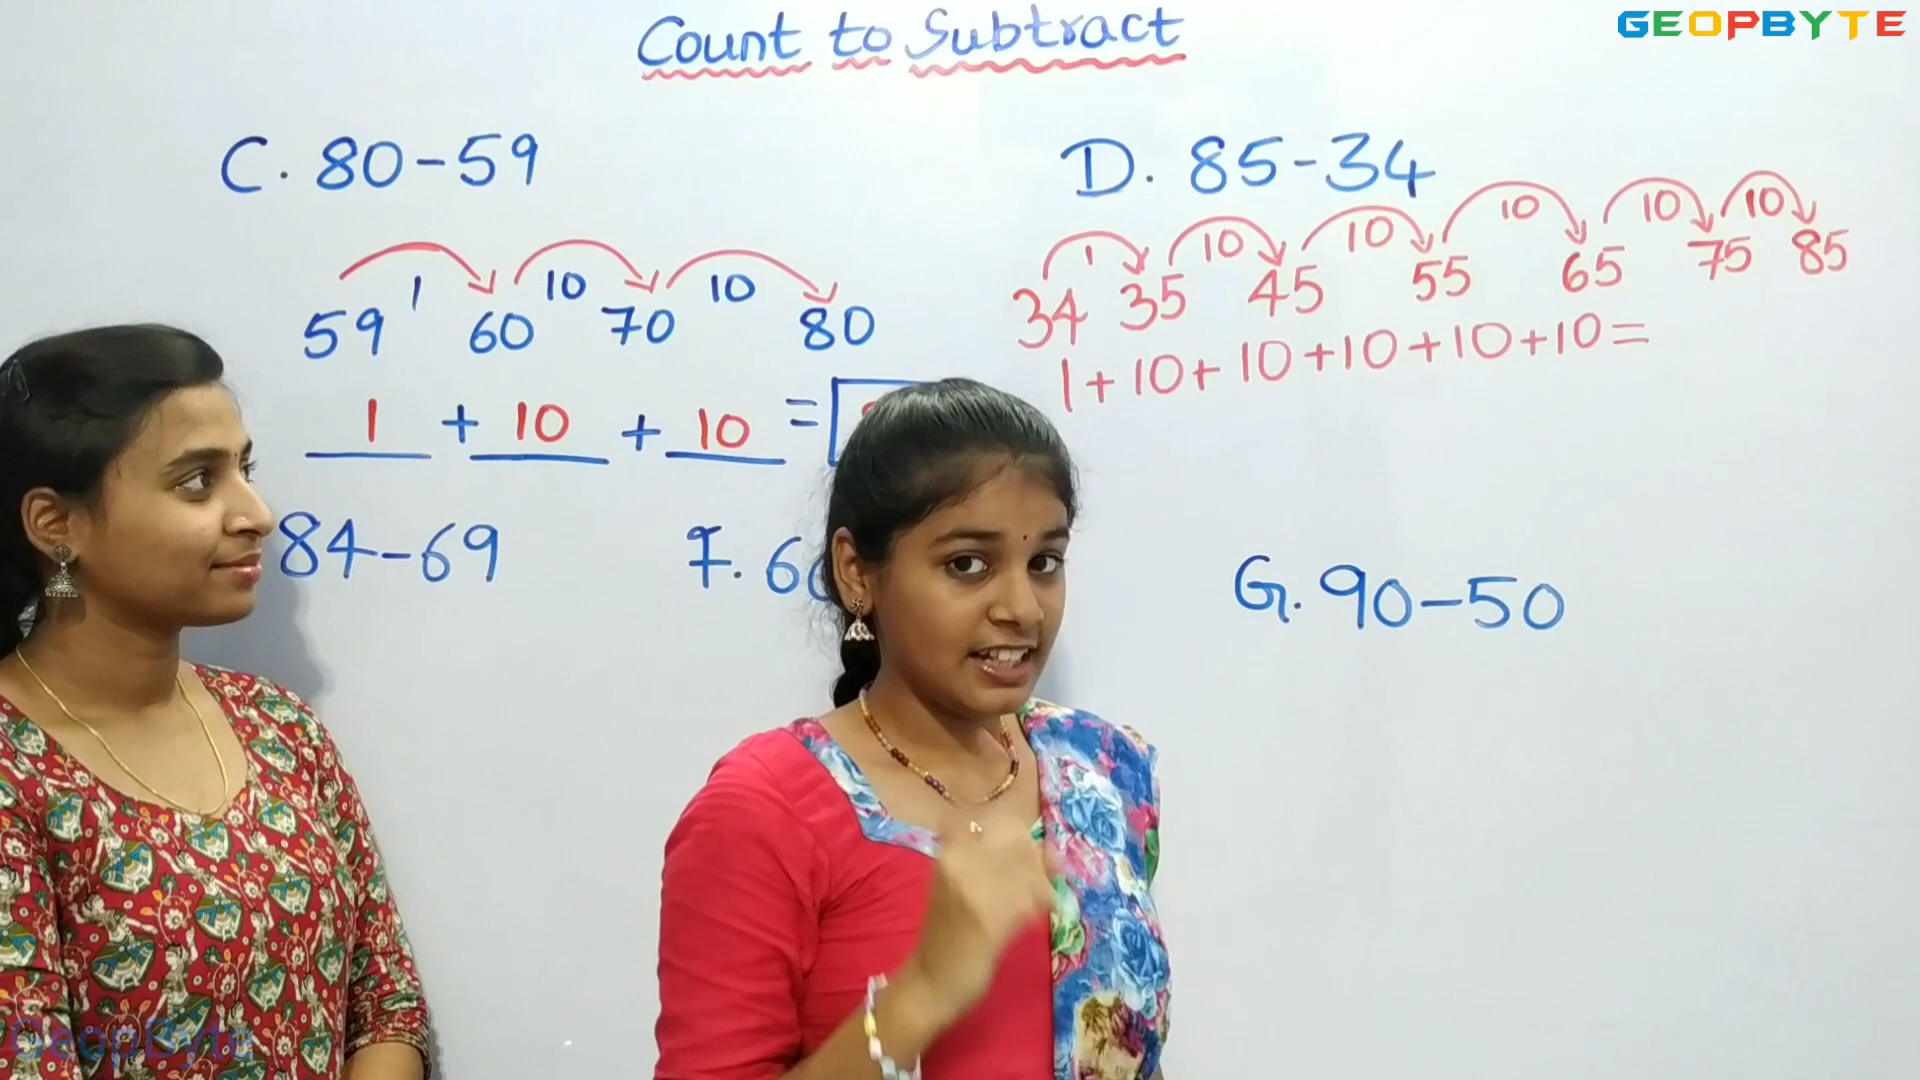 GEOPBYTE
Count to Subtract
C. 80-59
1 10 10
59 60 70 80
1 + 10 + 10 =
D. 85-34
1 10 10 10 10 10
34 35 45 55 65 75 85
1+10+10+10+10+10=
84-69
F. 60
G. 90-50
GeopByte